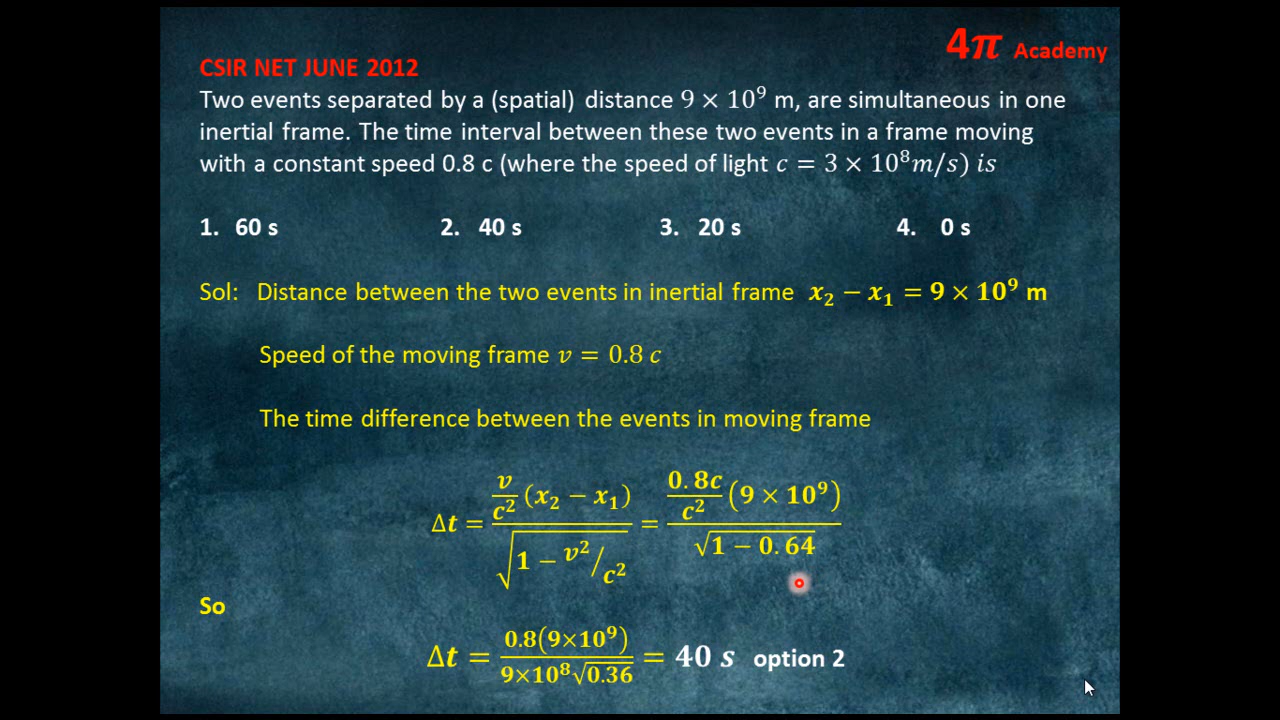 4π Academy
CSIR NET JUNE 2012
Two events separated by a (spatial) distance 9 × 10⁹ m, are simultaneous in one
inertial frame. The time interval between these two events in a frame moving
with a constant speed 0.8 c (where the speed of light c = 3 × 10⁸m/s) is
1. 60 s 2. 40 s 3. 20 s 4. 0 s
Sol: Distance between the two events in inertial frame x₂ − x₁ = 9 × 10⁹ m
Speed of the moving frame v = 0.8 c
The time difference between the events in moving frame
Δt = (v/c² (x₂ − x₁)) / √(1 − v²/c²) = (0.8c/c² (9 × 10⁹)) / √(1 − 0.64)
So
Δt = 0.8(9×10⁹) / 9×10⁸√0.36 = 40 s option 2